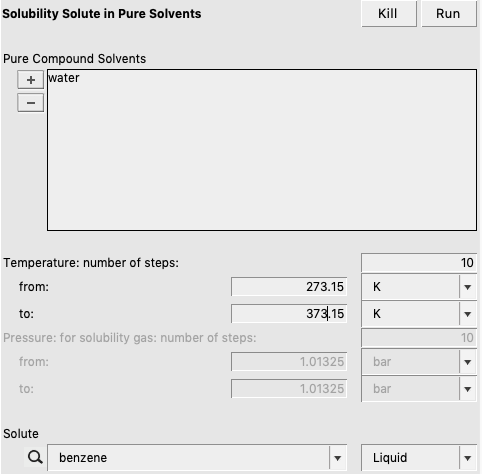 Solubility Solute in Pure Solvents Kill Run
Pure Compound Solvents
+ water
−
Temperature: number of steps: 10
from: 273.15 K
to: 373.15 K
Pressure: for solubility gas: number of steps: 10
from: 1.01325 bar
to: 1.01325 bar
Solute
benzene Liquid